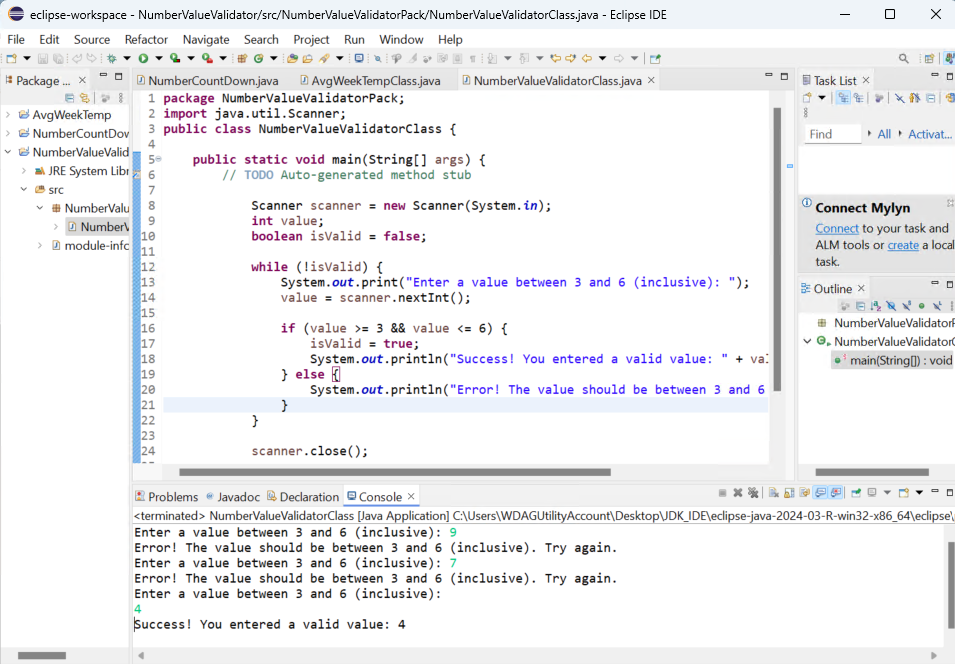 eclipse-workspace - NumberValueValidator/src/NumberValueValidatorPack/NumberValueValidatorClass.java - Eclipse IDE
File Edit Source Refactor Navigate Search Project Run Window Help
Package ...
NumberCountDown.java AvgWeekTempClass.java NumberValueValidatorClass.java
Task List
AvgWeekTemp
NumberCountDov
NumberValueValid
JRE System Libr
src
NumberValu
NumberV
module-infc
1 package NumberValueValidatorPack;
2 import java.util.Scanner;
3 public class NumberValueValidatorClass {
4
5 public static void main(String[] args) {
6 // TODO Auto-generated method stub
7
8 Scanner scanner = new Scanner(System.in);
9 int value;
10 boolean isValid = false;
11
12 while (!isValid) {
13 System.out.print("Enter a value between 3 and 6 (inclusive): ");
14 value = scanner.nextInt();
15
16 if (value >= 3 && value <= 6) {
17 isValid = true;
18 System.out.println("Success! You entered a valid value: " + val
19 } else {
20 System.out.println("Error! The value should be between 3 and 6
21 }
22 }
23
24 scanner.close();
Find All Activat...
Connect Mylyn
Connect to your task and
ALM tools or create a local
task.
Outline
NumberValueValidatorP
NumberValueValidatorC
main(String[]) : void
Problems Javadoc Declaration Console
<terminated> NumberValueValidatorClass [Java Application] C:\Users\WDAGUtilityAccount\Desktop\JDK_IDE\eclipse-java-2024-03-R-win32-x86_64\eclipse\
Enter a value between 3 and 6 (inclusive): 9
Error! The value should be between 3 and 6 (inclusive). Try again.
Enter a value between 3 and 6 (inclusive): 7
Error! The value should be between 3 and 6 (inclusive). Try again.
Enter a value between 3 and 6 (inclusive):
4
Success! You entered a valid value: 4